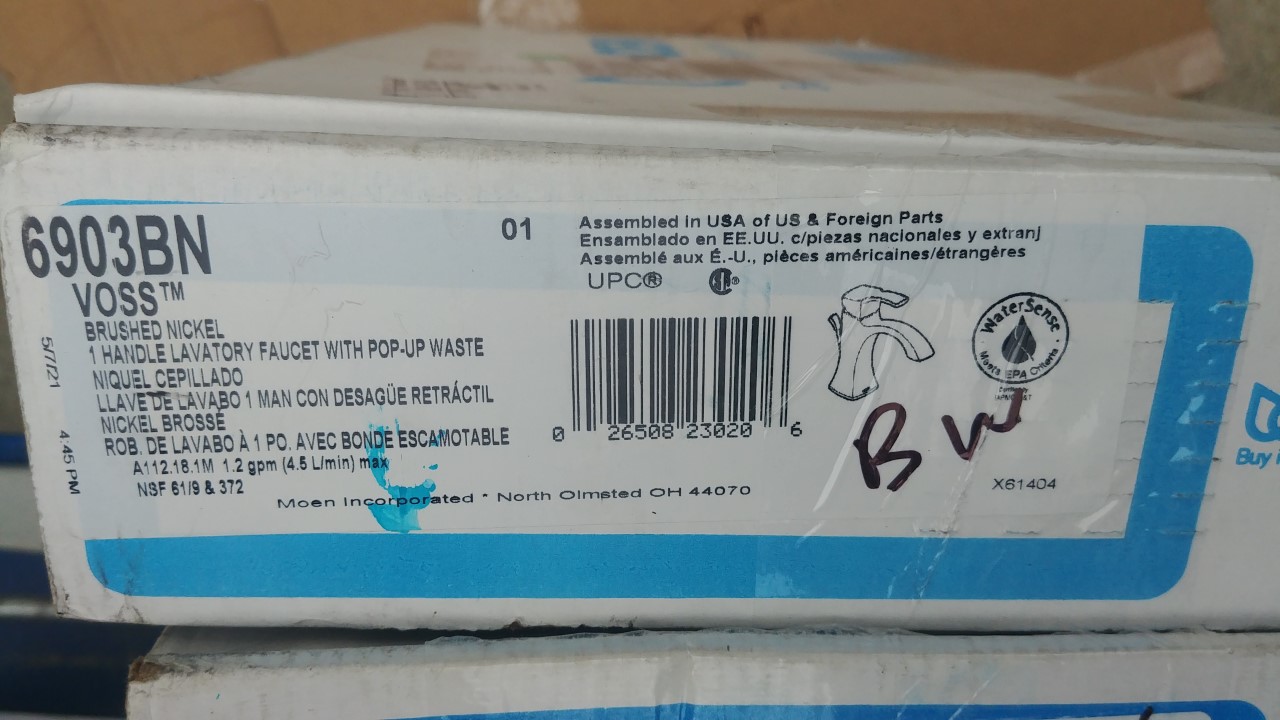 6903BN
VOSS™
BRUSHED NICKEL
1 HANDLE LAVATORY FAUCET WITH POP-UP WASTE
NIQUEL CEPILLADO
LLAVE DE LAVABO 1 MAN CON DESAGÜE RETRÁCTIL
NICKEL BROSSÉ
ROB. DE LAVABO À 1 PO. AVEC BONDE ESCAMOTABLE
A112.18.1M 1.2 gpm (4.5 L/min) max
NSF 61/9 & 372
Moen Incorporated * North Olmsted OH 44070
5/7/21 4:45 PM
01
Assembled in USA of US & Foreign Parts
Ensamblado en EE.UU. c/piezas nacionales y extranj
Assemblé aux É.-U., pièces américaines/étrangères
UPC®
0 26508 23020 6
WaterSense
Meets EPA Criteria
BW
X61404
Buy